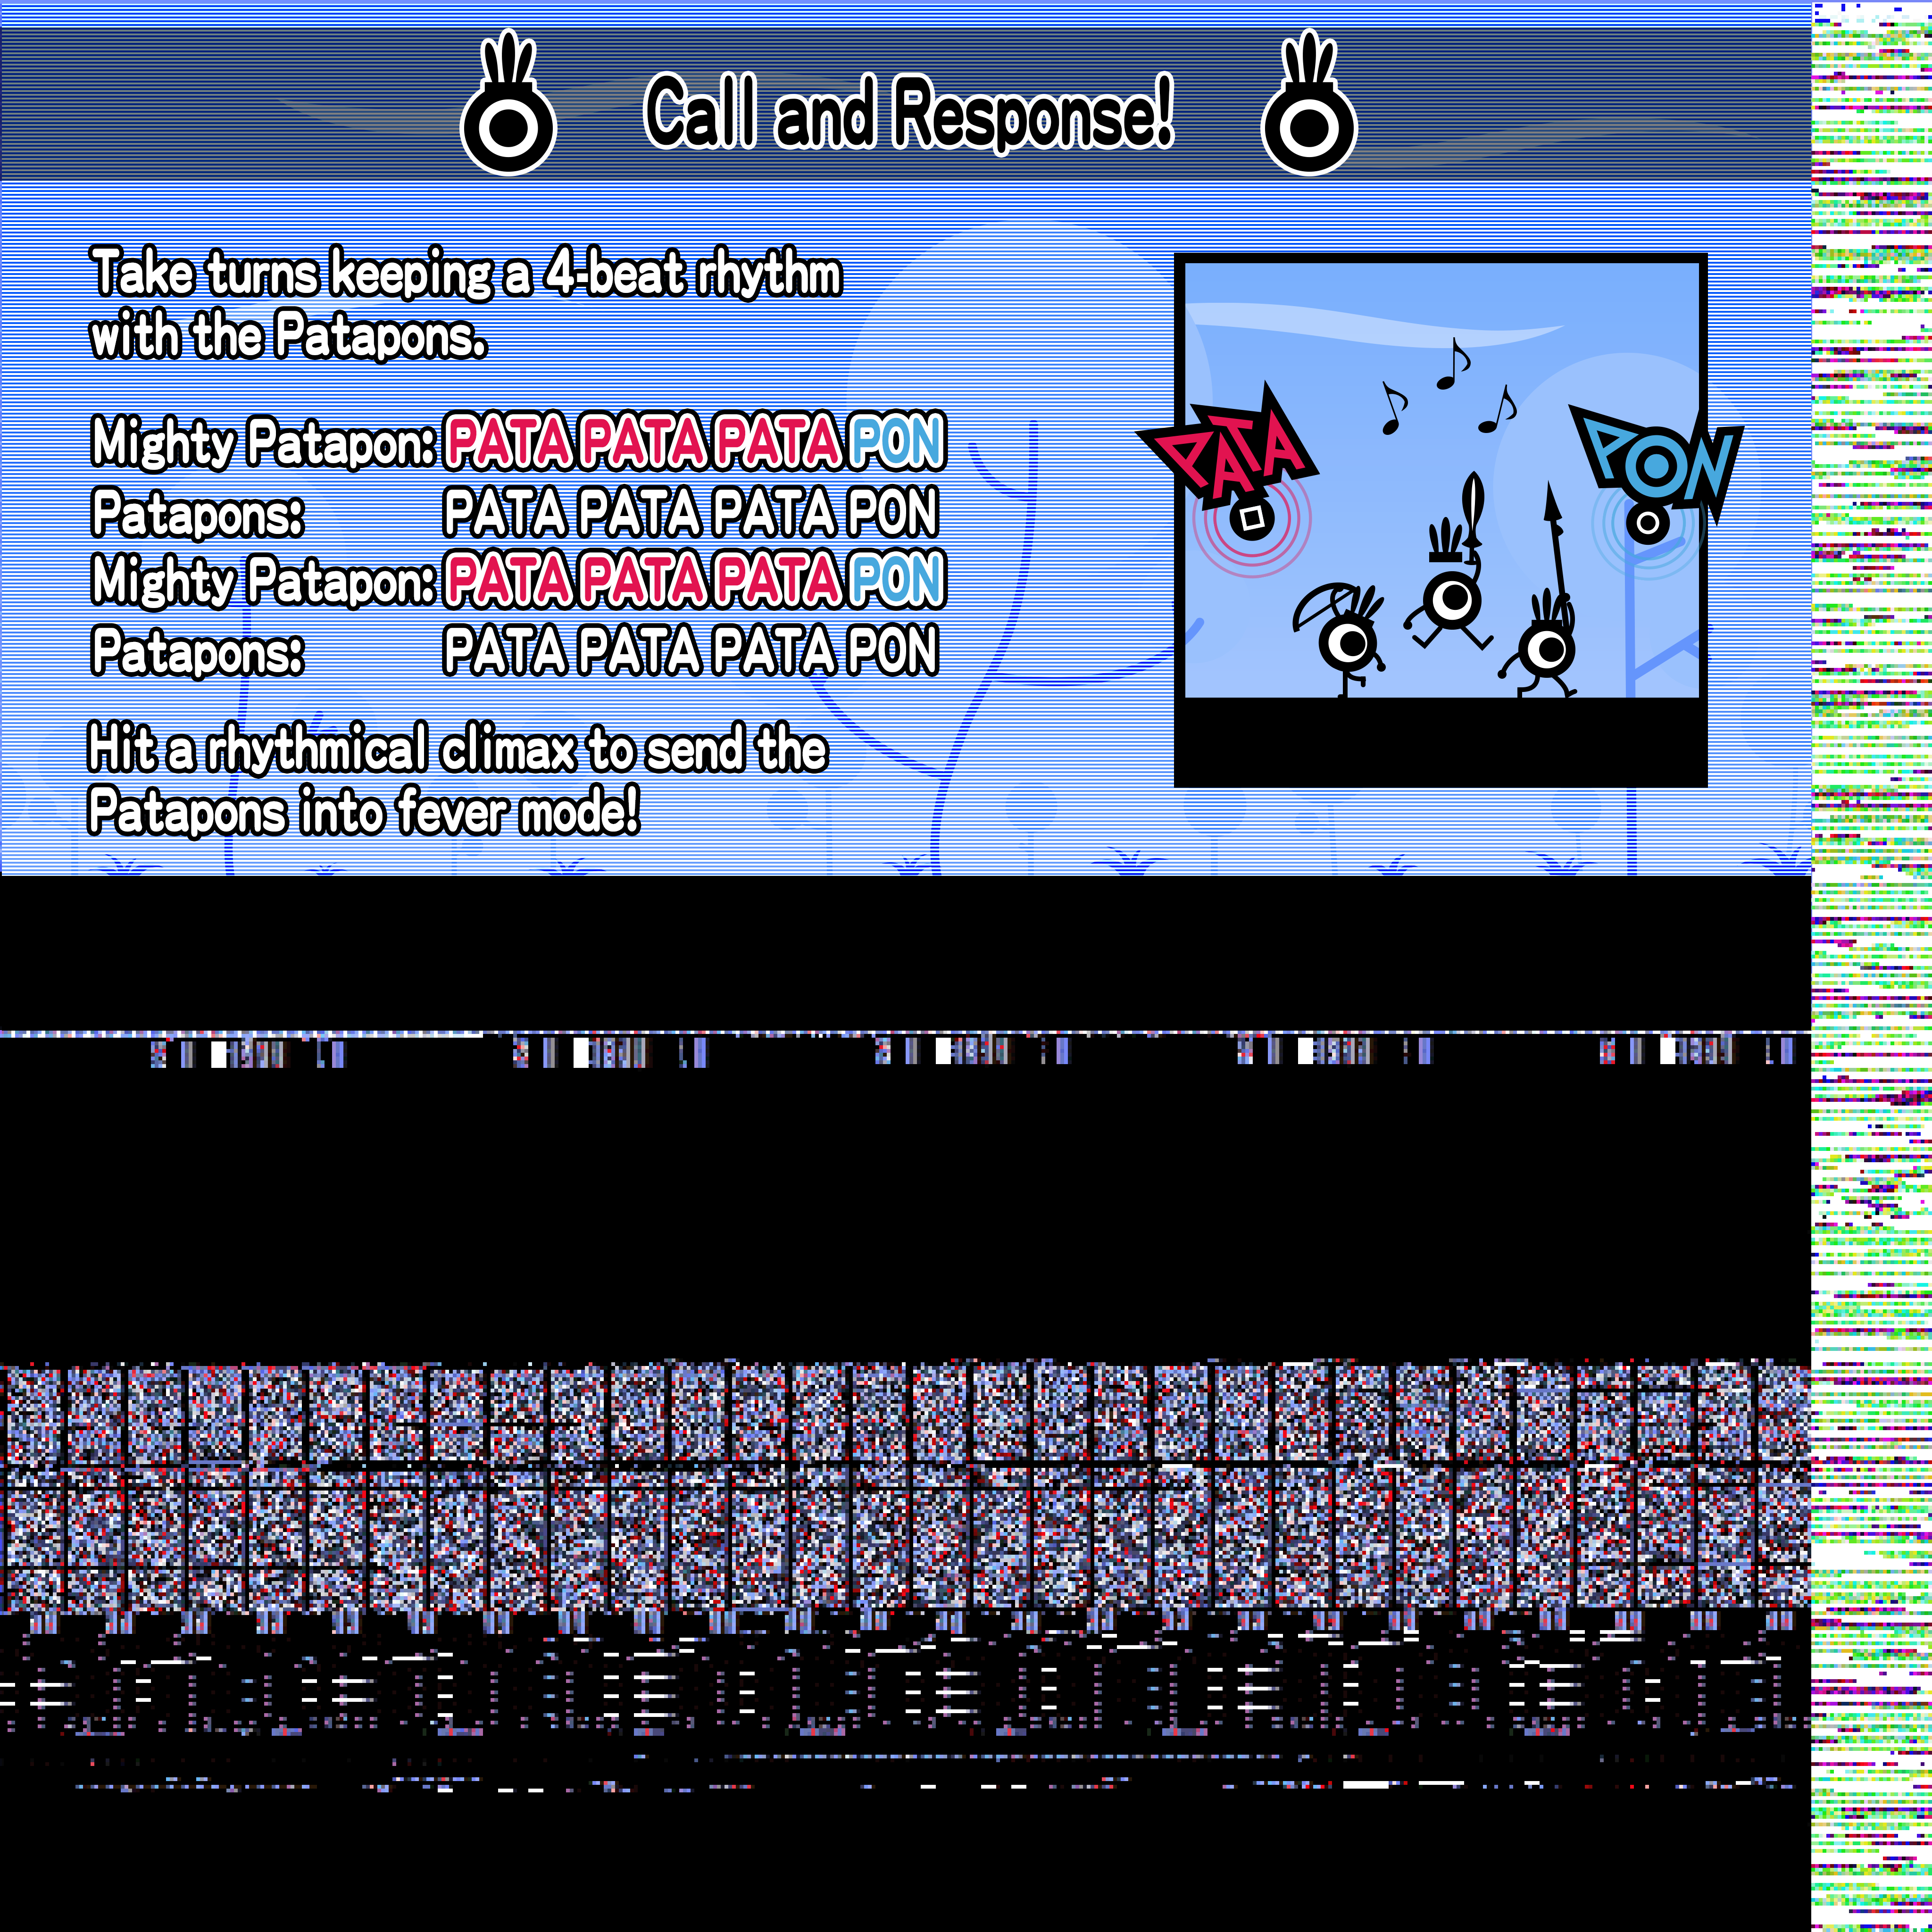 Call and Response!
Take turns keeping a 4-beat rhythm
with the Patapons.
Mighty Patapon: PATA PATA PATA PON
Patapons: PATA PATA PATA PON
Mighty Patapon: PATA PATA PATA PON
Patapons: PATA PATA PATA PON
Hit a rhythmical climax to send the
Patapons into fever mode!
PATA
PON